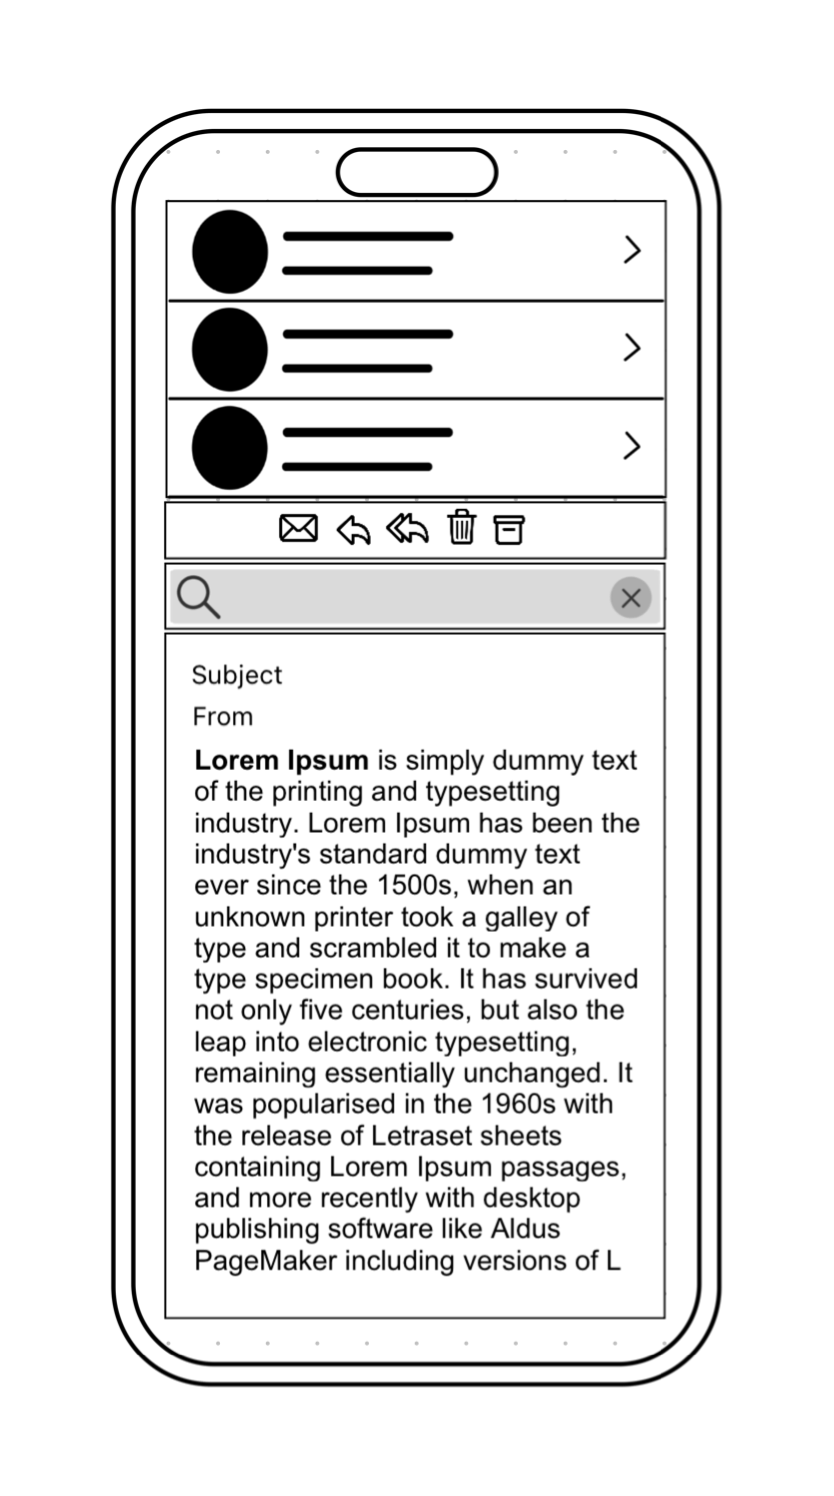 Subject
From
Lorem Ipsum is simply dummy text
of the printing and typesetting
industry. Lorem Ipsum has been the
industry's standard dummy text
ever since the 1500s, when an
unknown printer took a galley of
type and scrambled it to make a
type specimen book. It has survived
not only five centuries, but also the
leap into electronic typesetting,
remaining essentially unchanged. It
was popularised in the 1960s with
the release of Letraset sheets
containing Lorem Ipsum passages,
and more recently with desktop
publishing software like Aldus
PageMaker including versions of L